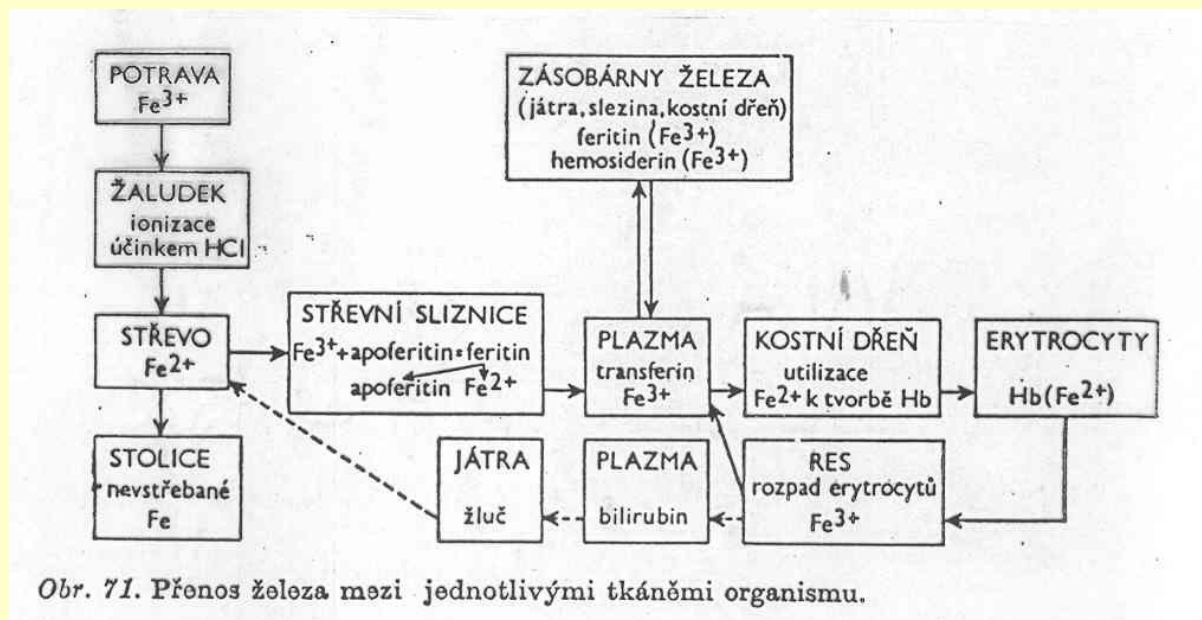 POTRAVA
Fe3+
ŽALUDEK
ionizace
účinkem HCl
STŘEVO
Fe2+
STOLICE
nevstřebané
Fe
STŘEVNÍ SLIZNICE
Fe3++apoferitin=feritin
apoferitin Fe2+
ZÁSOBÁRNY ŽELEZA
(játra,slezina,kostní dřeň)
feritin (Fe3+)
hemosiderin (Fe3+)
PLAZMA
transferin
Fe3+
KOSTNÍ DŘEŇ
utilizace
Fe2+ k tvorbě Hb
ERYTROCYTY
Hb(Fe2+)
JÁTRA
žluč
PLAZMA
bilirubin
RES
rozpad erytrocytů
Fe3+
Obr. 71. Přenos železa mezi jednotlivými tkáněmi organismu.